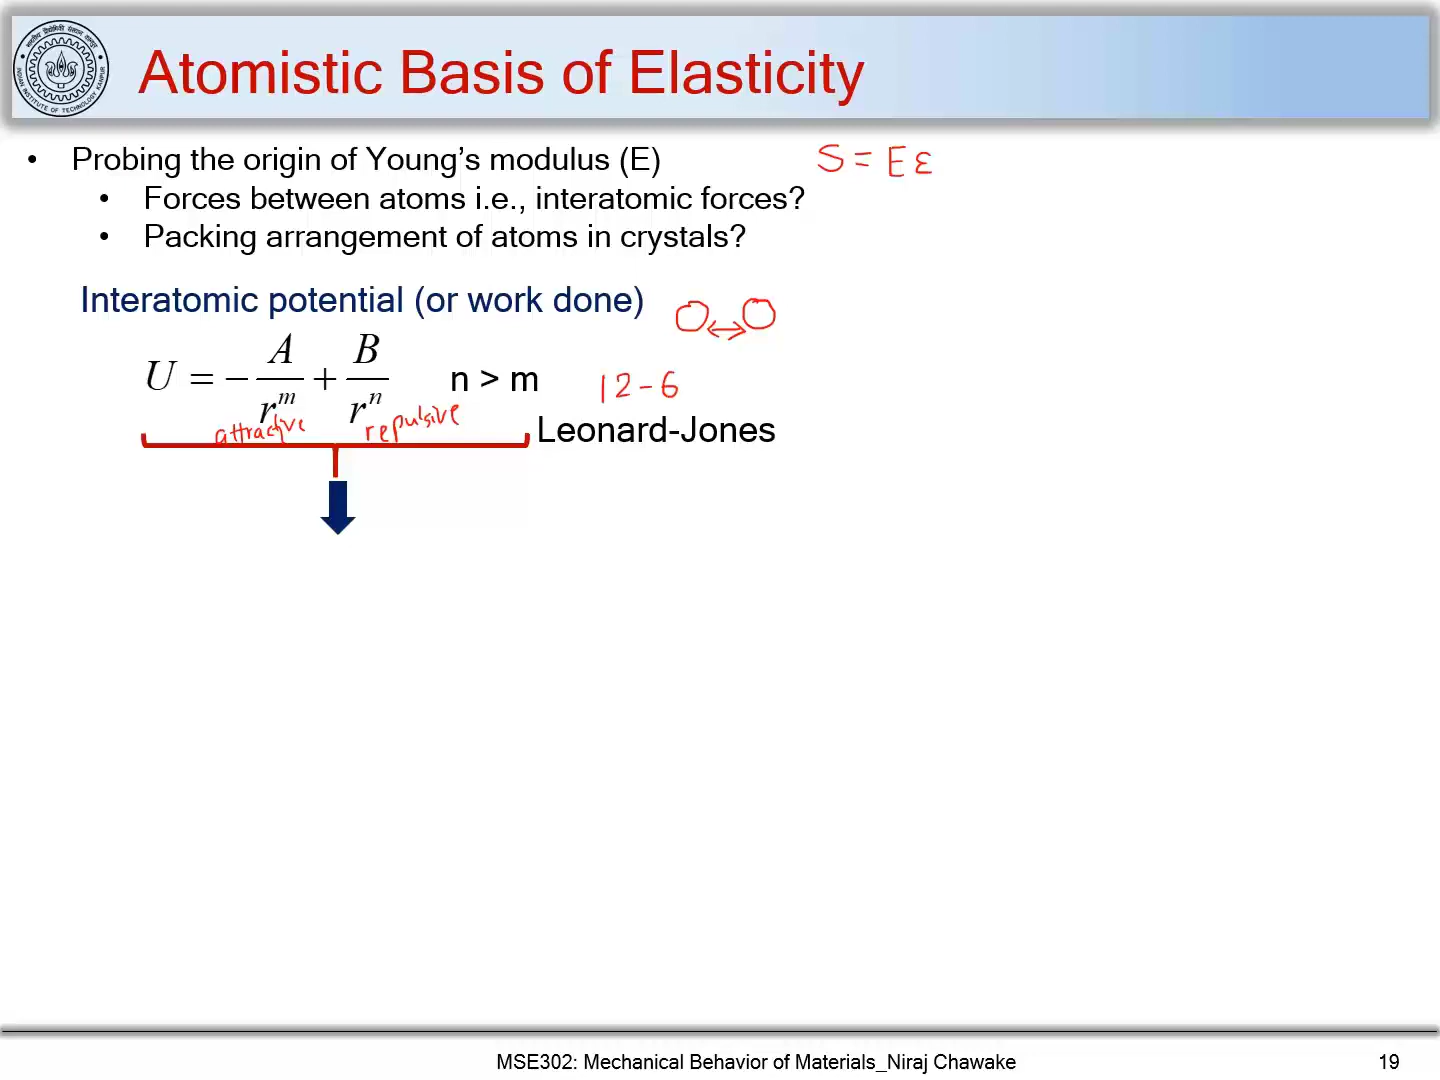 Atomistic Basis of Elasticity
• Probing the origin of Young's modulus (E)
S = Eε
• Forces between atoms i.e., interatomic forces?
• Packing arrangement of atoms in crystals?
Interatomic potential (or work done)
U = − A/r^m + B/r^n   n > m
12-6
attractive repulsive
Leonard-Jones
MSE302: Mechanical Behavior of Materials_Niraj Chawake
19